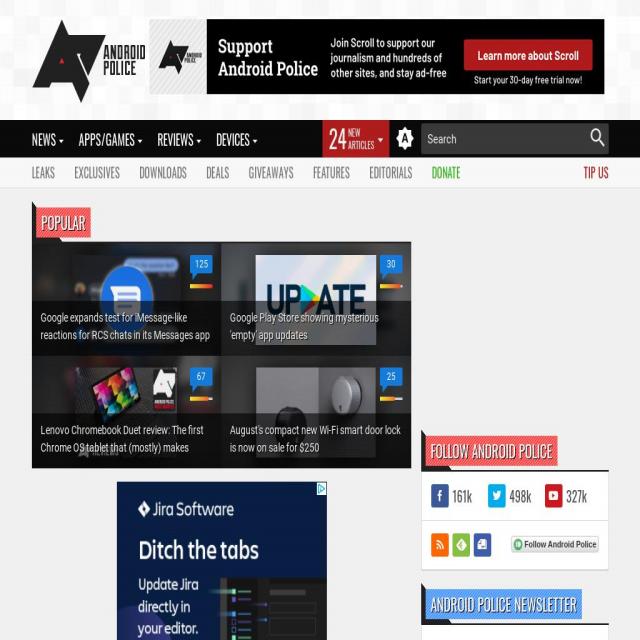 ANDROID
POLICE
ANDROID
POLICE
Support
Android Police
Join Scroll to support our
journalism and hundreds of
other sites, and stay ad-free
Learn more about Scroll
Start your 30-day free trial now!
NEWS
APPS/GAMES
REVIEWS
DEVICES
24 NEW
ARTICLES
A
Search
LEAKS
EXCLUSIVES
DOWNLOADS
DEALS
GIVEAWAYS
FEATURES
EDITORIALS
DONATE
TIP US
POPULAR
125
Google expands test for iMessage-like
reactions for RCS chats in its Messages app
30
UPDATE
Google Play Store showing mysterious
'empty' app updates
67
Lenovo Chromebook Duet review: The first
Chrome OS tablet that (mostly) makes
25
August's compact new Wi-Fi smart door lock
is now on sale for $250
Jira Software
Ditch the tabs
Update Jira
directly in
your editor.
FOLLOW ANDROID POLICE
161k
498k
327k
Follow Android Police
ANDROID POLICE NEWSLETTER